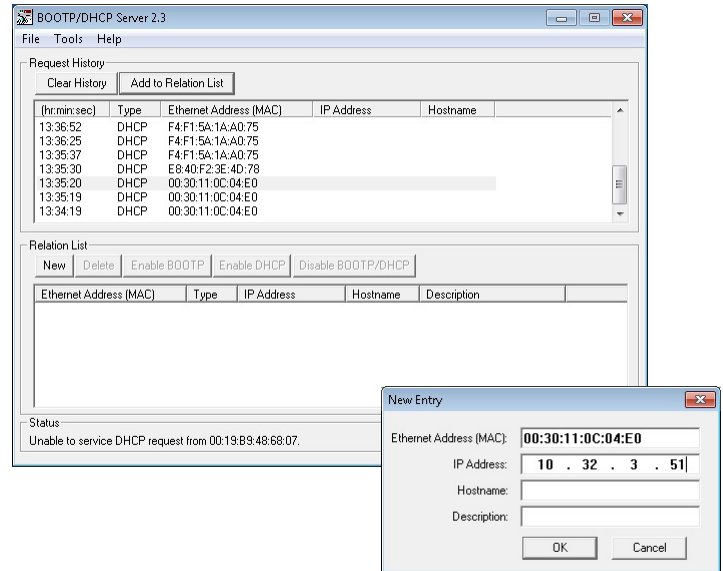 BOOTP/DHCP Server 2.3
File Tools Help
Request History
Clear History Add to Relation List
(hr:min:sec) Type Ethernet Address (MAC) IP Address Hostname
13:36:52 DHCP F4:F1:5A:1A:A0:75
13:36:25 DHCP F4:F1:5A:1A:A0:75
13:35:37 DHCP F4:F1:5A:1A:A0:75
13:35:30 DHCP E8:40:F2:3E:4D:78
13:35:20 DHCP 00:30:11:0C:04:E0
13:35:19 DHCP 00:30:11:0C:04:E0
13:34:19 DHCP 00:30:11:0C:04:E0
Relation List
New Delete Enable BOOTP Enable DHCP Disable BOOTP/DHCP
Ethernet Address (MAC) Type IP Address Hostname Description
Status
Unable to service DHCP request from 00:19:B9:48:68:07.
New Entry
Ethernet Address (MAC): 00:30:11:0C:04:E0
IP Address: 10 . 32 . 3 . 51
Hostname:
Description:
OK Cancel